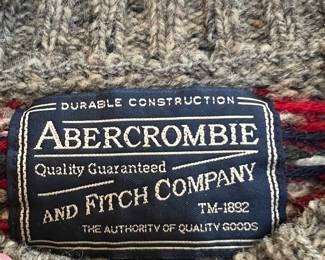 DURABLE CONSTRUCTION
ABERCROMBIE
Quality Guaranteed
AND FITCH COMPANY
TM-1892
THE AUTHORITY OF QUALITY GOODS